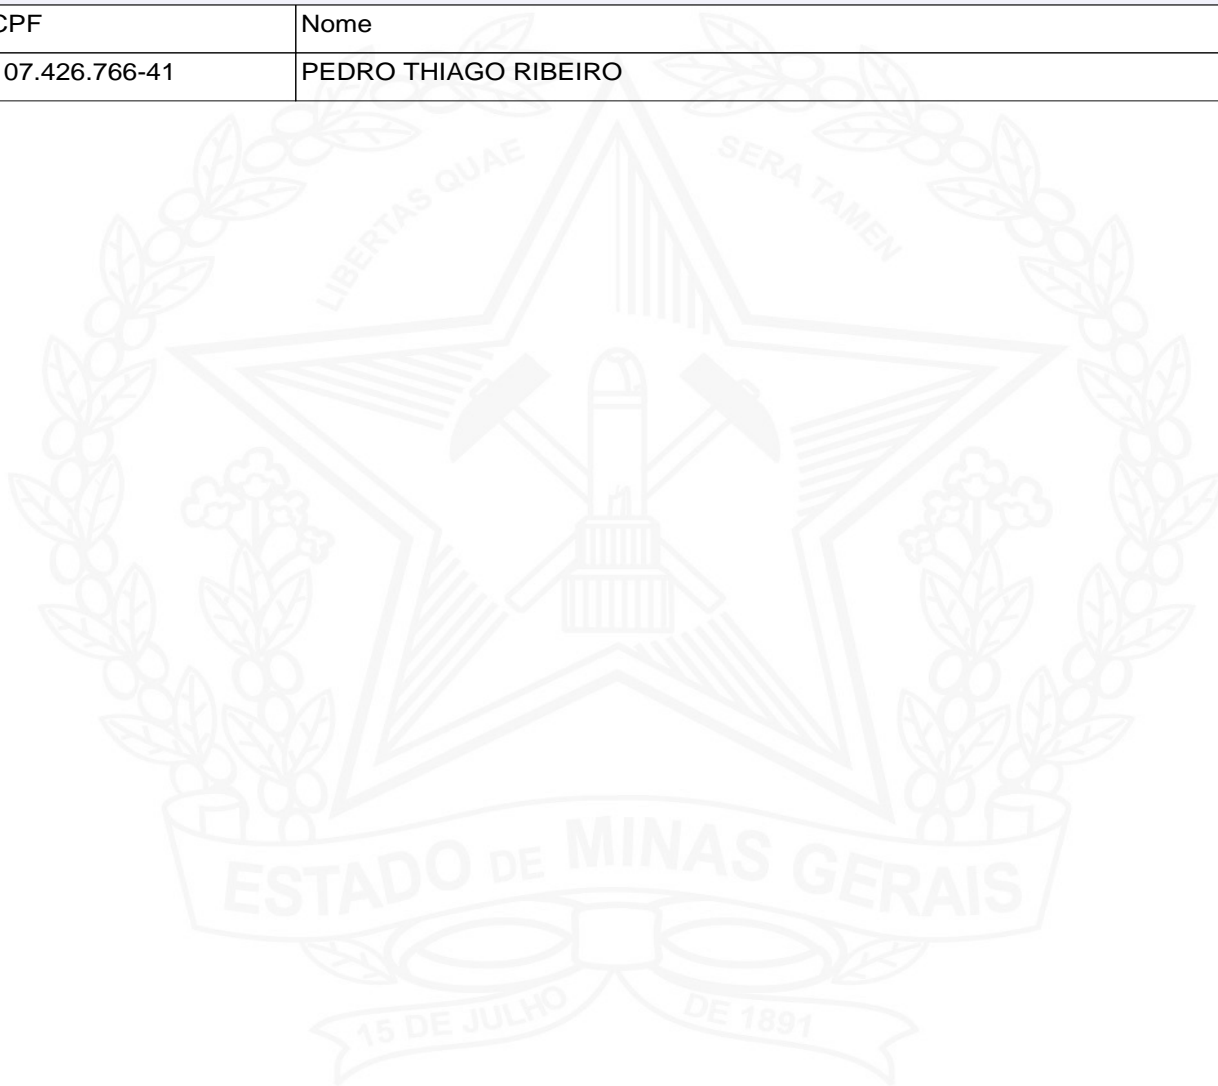 CPF Nome
07.426.766-41 PEDRO THIAGO RIBEIRO
LIBERTAS QUAE SERA TAMEN
ESTADO DE MINAS GERAIS
15 DE JULHO DE 1891